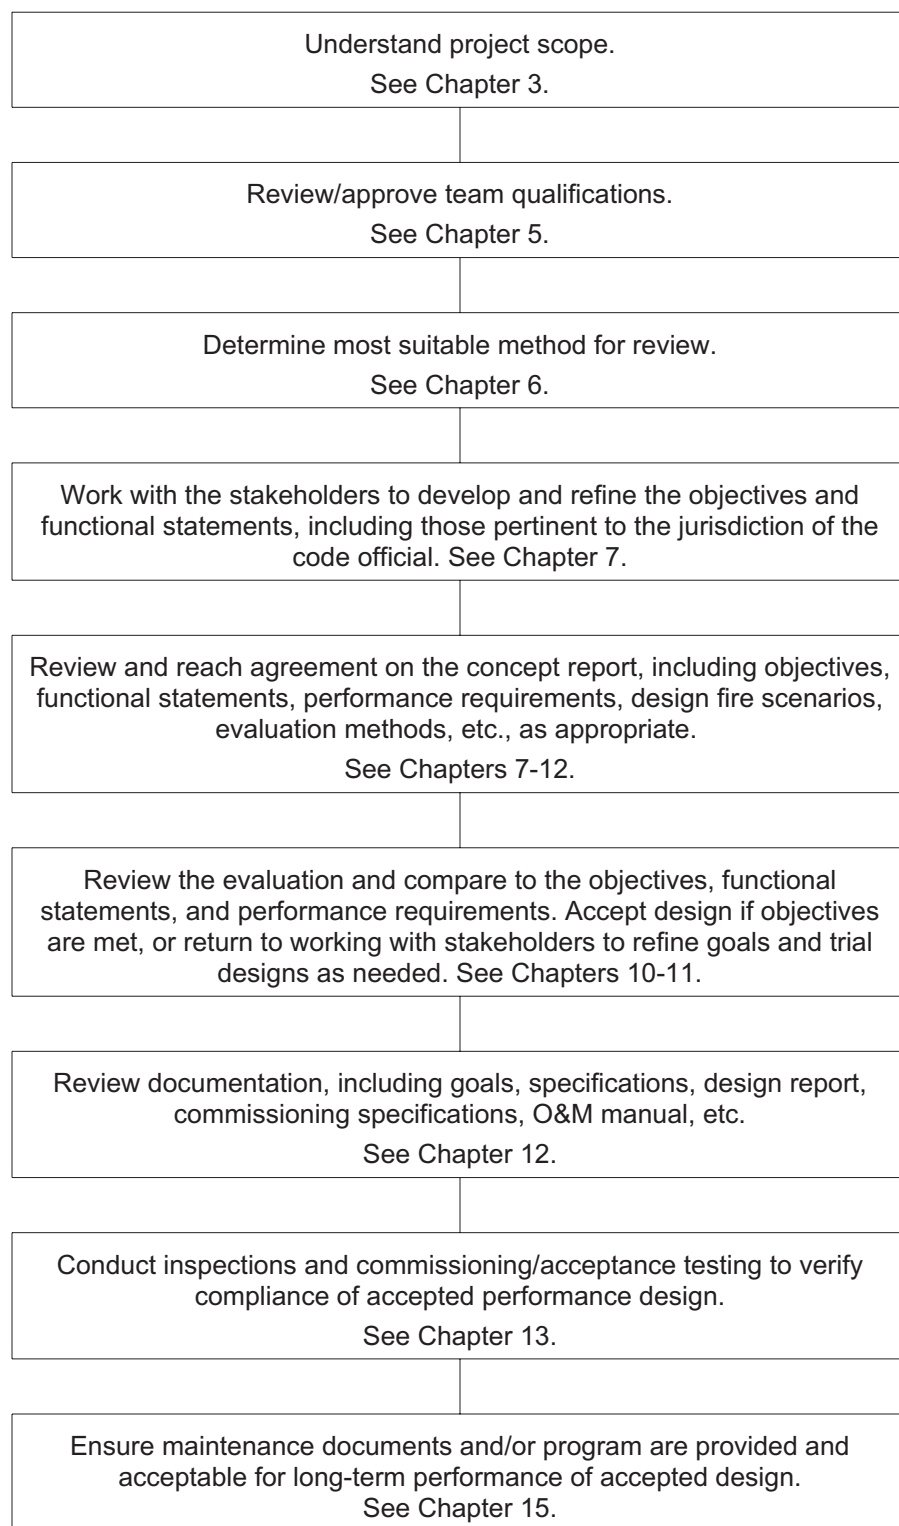 Understand project scope.
See Chapter 3.
Review/approve team qualifications.
See Chapter 5.
Determine most suitable method for review.
See Chapter 6.
Work with the stakeholders to develop and refine the objectives and
functional statements, including those pertinent to the jurisdiction of the
code official. See Chapter 7.
Review and reach agreement on the concept report, including objectives,
functional statements, performance requirements, design fire scenarios,
evaluation methods, etc., as appropriate.
See Chapters 7-12.
Review the evaluation and compare to the objectives, functional
statements, and performance requirements. Accept design if objectives
are met, or return to working with stakeholders to refine goals and trial
designs as needed. See Chapters 10-11.
Review documentation, including goals, specifications, design report,
commissioning specifications, O&M manual, etc.
See Chapter 12.
Conduct inspections and commissioning/acceptance testing to verify
compliance of accepted performance design.
See Chapter 13.
Ensure maintenance documents and/or program are provided and
acceptable for long-term performance of accepted design.
See Chapter 15.